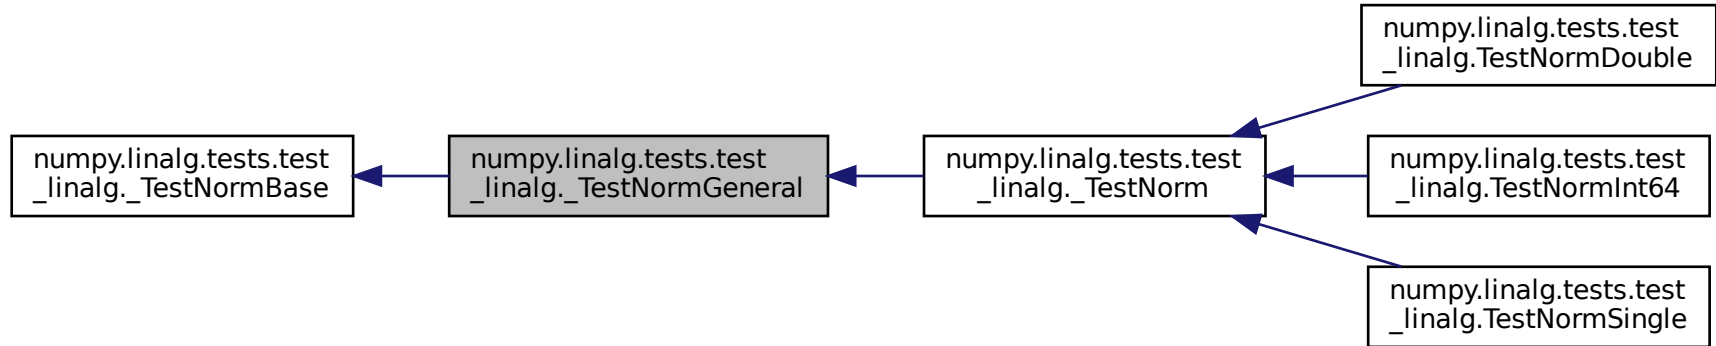 numpy.linalg.tests.test
_linalg._TestNormBase
numpy.linalg.tests.test
_linalg._TestNormGeneral
numpy.linalg.tests.test
_linalg._TestNorm
numpy.linalg.tests.test
_linalg.TestNormDouble
numpy.linalg.tests.test
_linalg.TestNormInt64
numpy.linalg.tests.test
_linalg.TestNormSingle